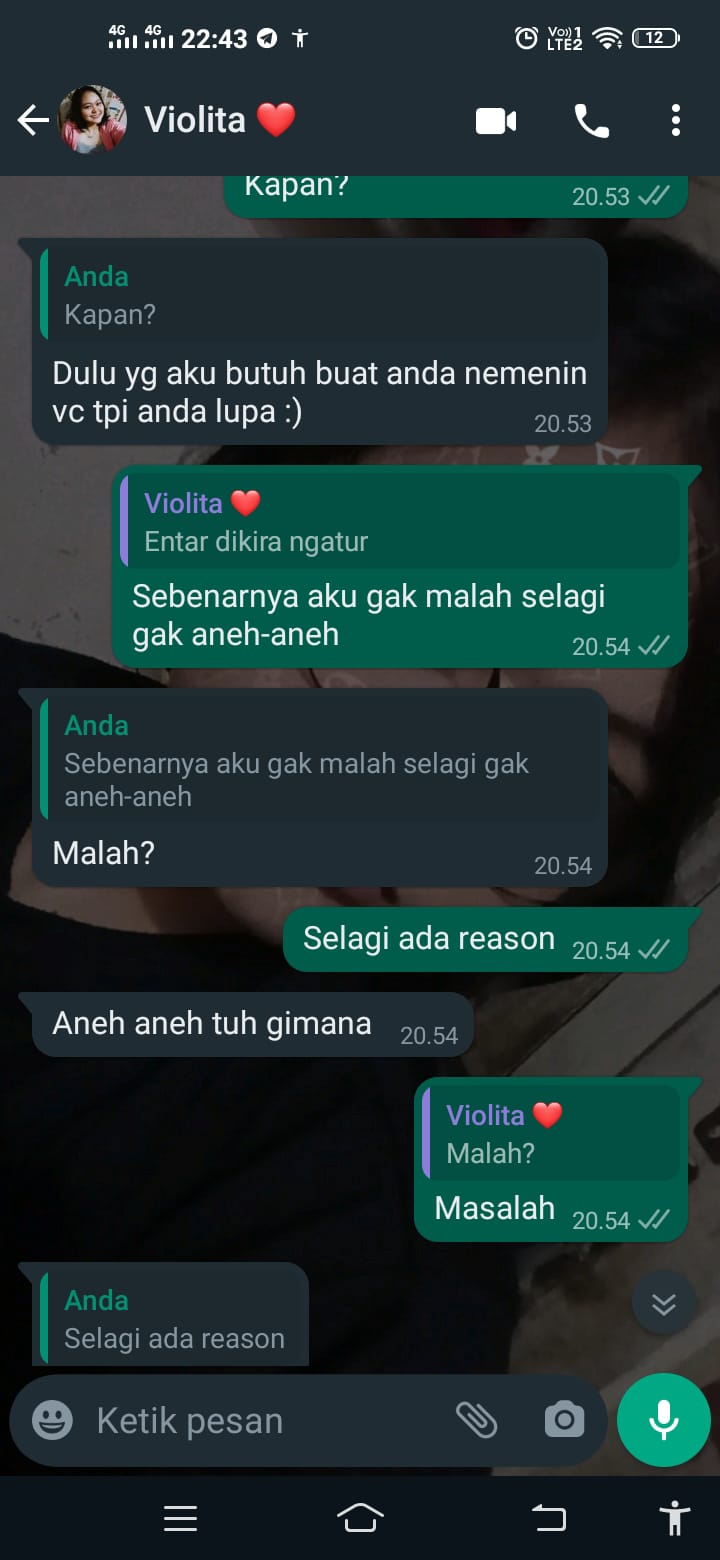 4G 4G 22:43 Vo)) 1 LTE2 12
Violita ❤️
Kapan?
20.53
Anda
Kapan?
Dulu yg aku butuh buat anda nemenin
vc tpi anda lupa :)
20.53
Violita ❤️
Entar dikira ngatur
Sebenarnya aku gak malah selagi
gak aneh-aneh
20.54
Anda
Sebenarnya aku gak malah selagi gak
aneh-aneh
Malah?
20.54
Selagi ada reason 20.54
Aneh aneh tuh gimana 20.54
Violita ❤️
Malah?
Masalah 20.54
Anda
Selagi ada reason
Ketik pesan